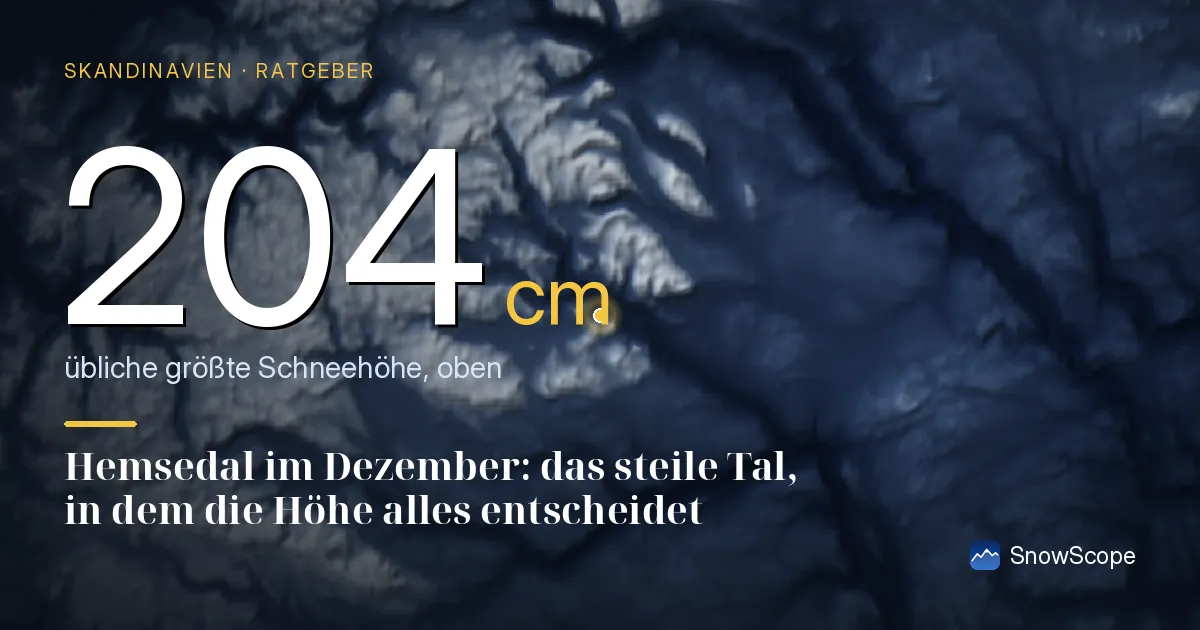 SKANDINAVIEN · RATGEBER
204 cm
übliche größte Schneehöhe, oben
Hemsedal im Dezember: das steile Tal,
in dem die Höhe alles entscheidet
SnowScope